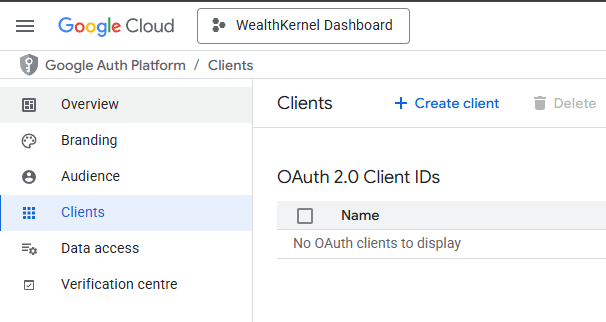 Google Cloud
WealthKernel Dashboard
Google Auth Platform / Clients
Overview
Branding
Audience
Clients
Data access
Verification centre
Clients
+ Create client
Delete
OAuth 2.0 Client IDs
Name
No OAuth clients to display